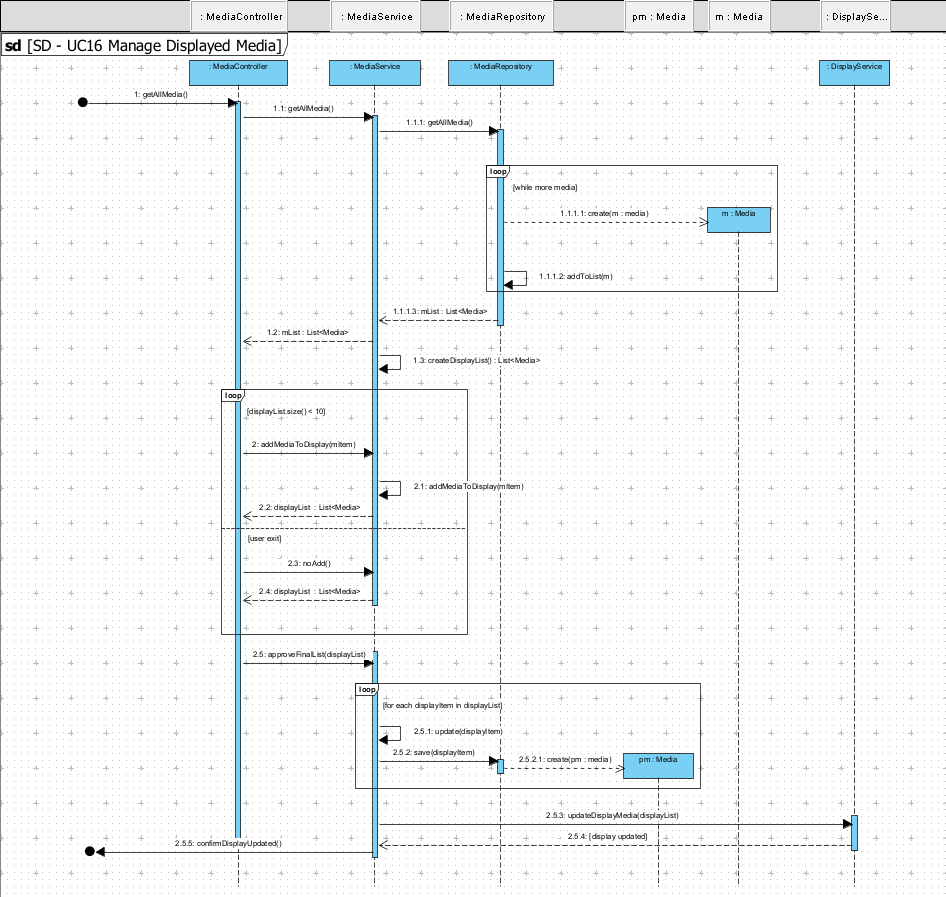 : MediaController
: MediaService
: MediaRepository
pm : Media
m : Media
: DisplaySe...
sd [SD - UC16 Manage Displayed Media]
: MediaController
: MediaService
: MediaRepository
: DisplayService
1: getAllMedia()
1.1: getAllMedia()
1.1.1: getAllMedia()
loop
[while more media]
1.1.1.1: create(m : media)
m : Media
1.1.1.2: addToList(m)
1.1.1.3: mList : List<Media>
1.2: mList : List<Media>
1.3: createDisplayList() : List<Media>
loop
[displayList.size() < 10]
2: addMediaToDisplay(mItem)
2.1: addMediaToDisplay(mItem)
2.2: displayList : List<Media>
[user exit]
2.3: noAdd()
2.4: displayList : List<Media>
2.5: approveFinalList(displayList)
loop
[for each displayItem in displayList]
2.5.1: update(displayItem)
2.5.2: save(displayItem)
2.5.2.1: create(pm : media)
pm : Media
2.5.3: updateDisplayMedia(displayList)
2.5.4: [display updated]
2.5.5: confirmDisplayUpdated()